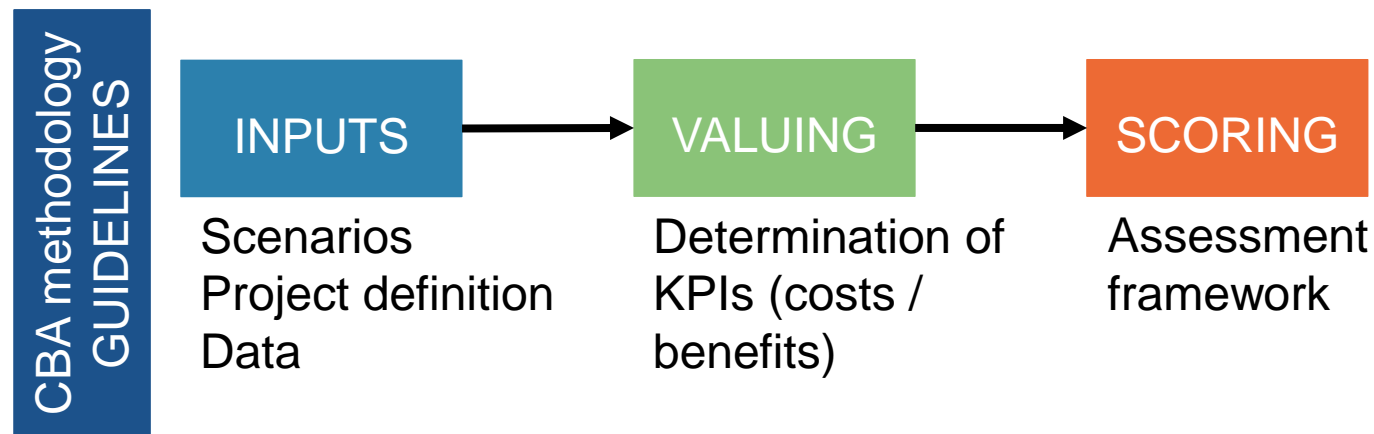 CBA methodology
GUIDELINES
INPUTS
Scenarios
Project definition
Data
VALUING
Determination of
KPIs (costs /
benefits)
SCORING
Assessment
framework